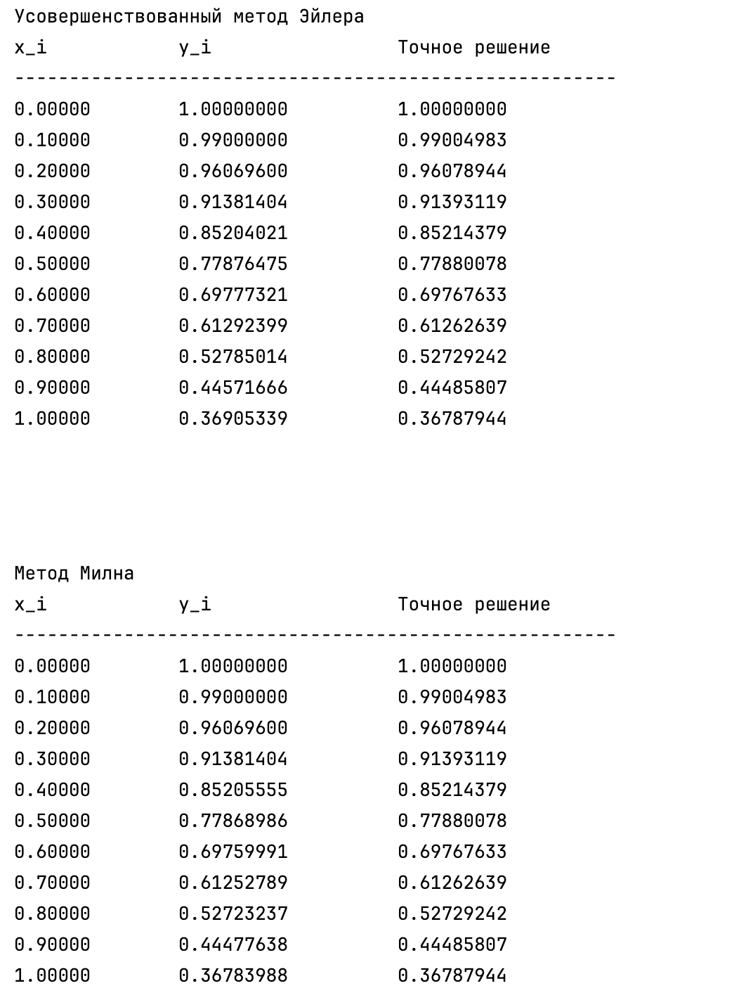 Усовершенствованный метод Эйлера
x_i y_i Точное решение
-------------------------------------------------------
0.00000 1.00000000 1.00000000
0.10000 0.99000000 0.99004983
0.20000 0.96069600 0.96078944
0.30000 0.91381404 0.91393119
0.40000 0.85204021 0.85214379
0.50000 0.77876475 0.77880078
0.60000 0.69777321 0.69767633
0.70000 0.61292399 0.61262639
0.80000 0.52785014 0.52729242
0.90000 0.44571666 0.44485807
1.00000 0.36905339 0.36787944
Метод Милна
x_i y_i Точное решение
-------------------------------------------------------
0.00000 1.00000000 1.00000000
0.10000 0.99000000 0.99004983
0.20000 0.96069600 0.96078944
0.30000 0.91381404 0.91393119
0.40000 0.85205555 0.85214379
0.50000 0.77868986 0.77880078
0.60000 0.69759991 0.69767633
0.70000 0.61252789 0.61262639
0.80000 0.52723237 0.52729242
0.90000 0.44477638 0.44485807
1.00000 0.36783988 0.36787944